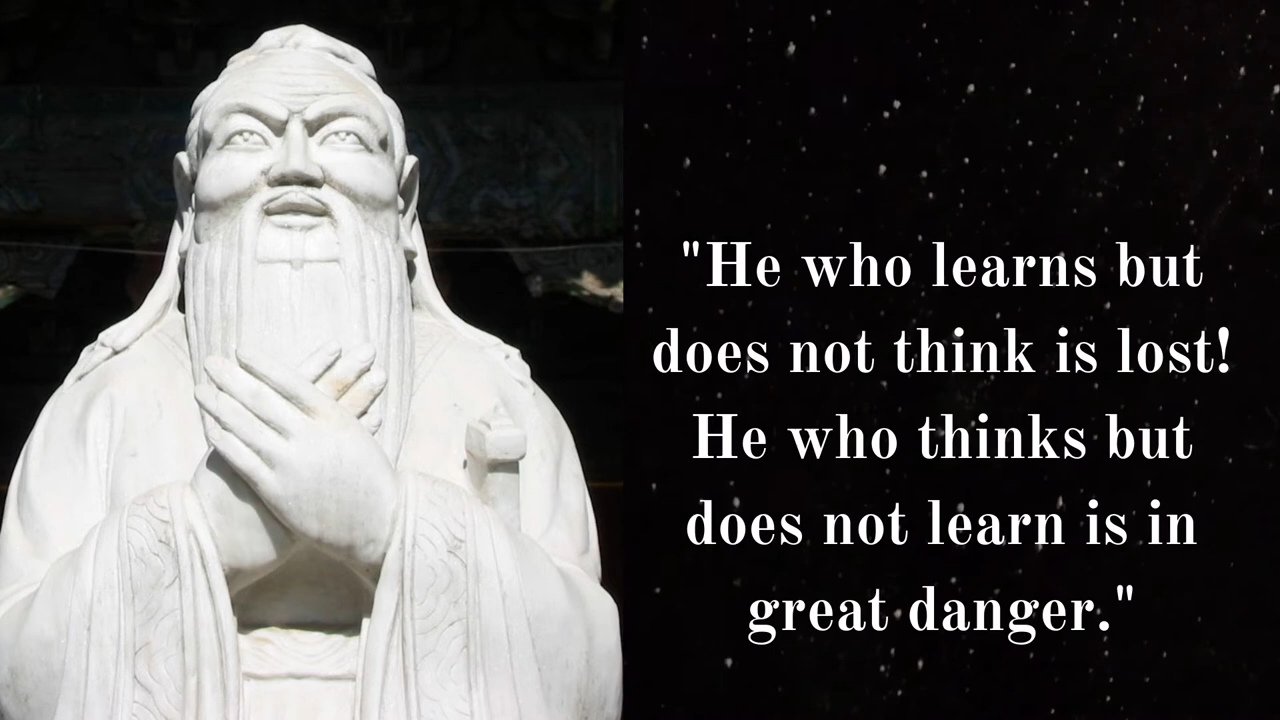 "He who learns but
does not think is lost!
He who thinks but
does not learn is in
great danger."